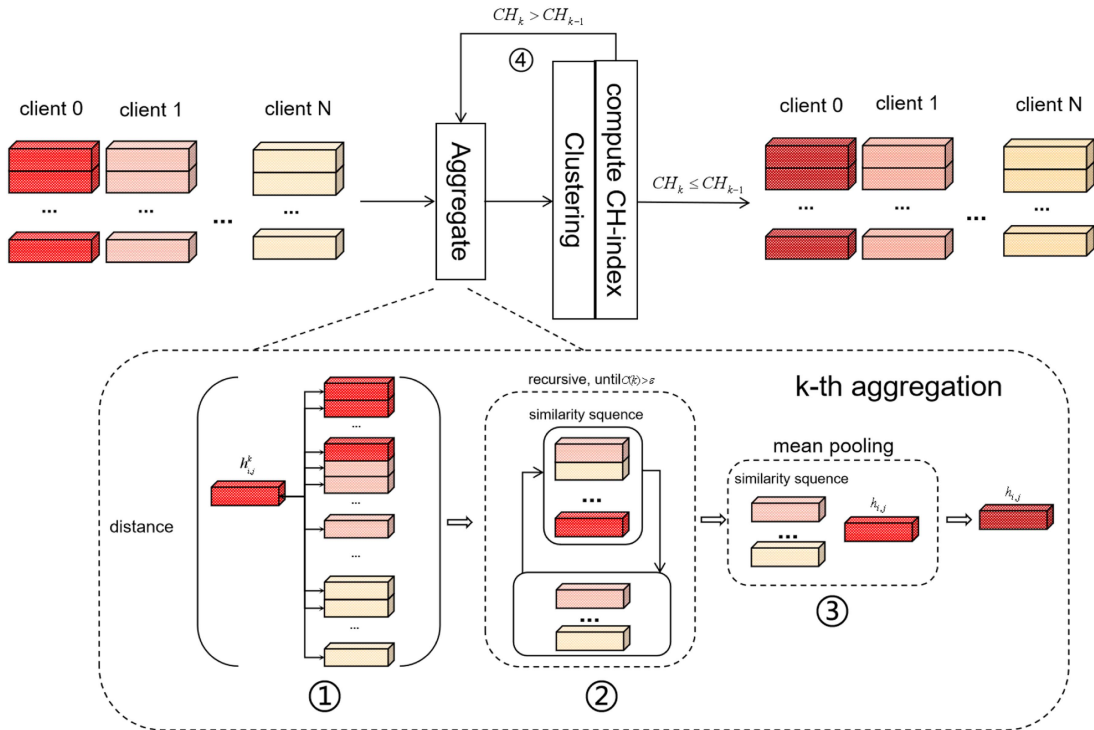 CH_k > CH_{k-1}
④
client 0
client 1
client N
...
...
...
...
Aggregate
Clustering
compute CH-index
CH_k ≤ CH_{k-1}
client 0
client 1
client N
...
...
...
...
k-th aggregation
distance
h^k_{i,j}
...
...
...
...
①
recursive, until C(k)>ε
similarity squence
...
...
②
mean pooling
similarity squence
...
h_{i,j}
③
h_{i,j}